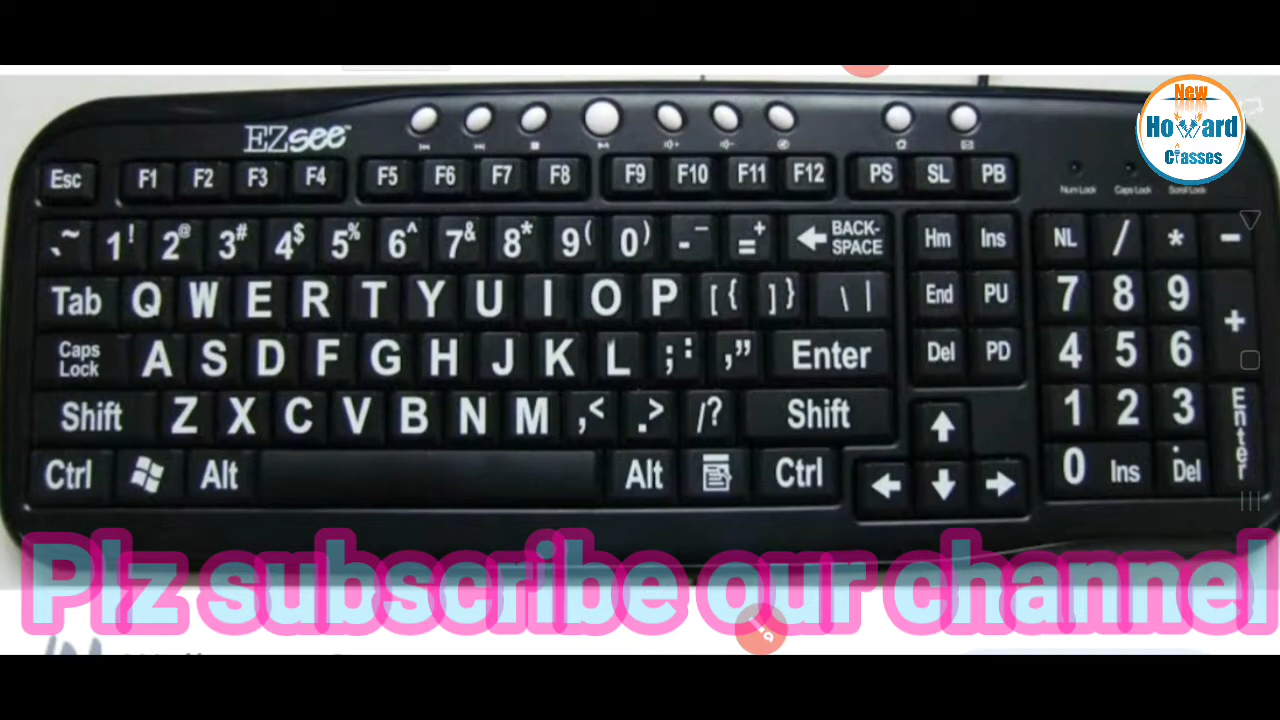 New
Howard
Classes
EZsee™
Num Lock Caps Lock Scroll Lock
Esc F1 F2 F3 F4 F5 F6 F7 F8 F9 F10 F11 F12 PS SL PB
`~ 1! 2@ 3# 4$ 5% 6^ 7& 8* 9( 0) -_ =+ BACK-SPACE Hm Ins NL / * -
Tab Q W E R T Y U I O P [{ ]} \| End PU 7 8 9 +
Caps Lock A S D F G H J K L ;: '" Enter Del PD 4 5 6
Shift Z X C V B N M ,< .> /? Shift 1 2 3 Enter
Ctrl Alt Alt Ctrl 0 Ins .Del
Plz subscribe our channel